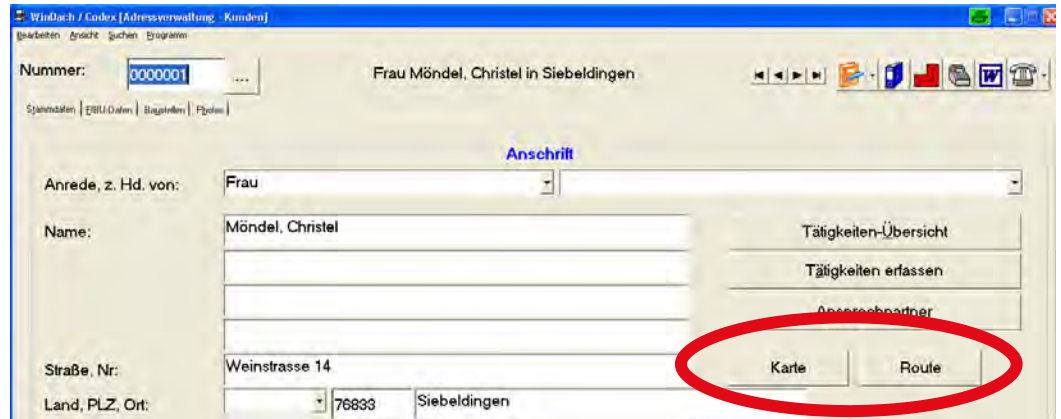 WinDach / Codex [Adressverwaltung - Kunden]
Bearbeiten Ansicht Suchen Programm
Nummer: 0000001 ... Frau Möndel, Christel in Siebeldingen
Stammdaten FIBU-Daten Baustellen Photos
Anschrift
Anrede, z. Hd. von: Frau
Name: Möndel, Christel
Tätigkeiten-Übersicht
Tätigkeiten erfassen
Ansprechpartner
Straße, Nr: Weinstrasse 14 Karte Route
Land, PLZ, Ort: 76833 Siebeldingen